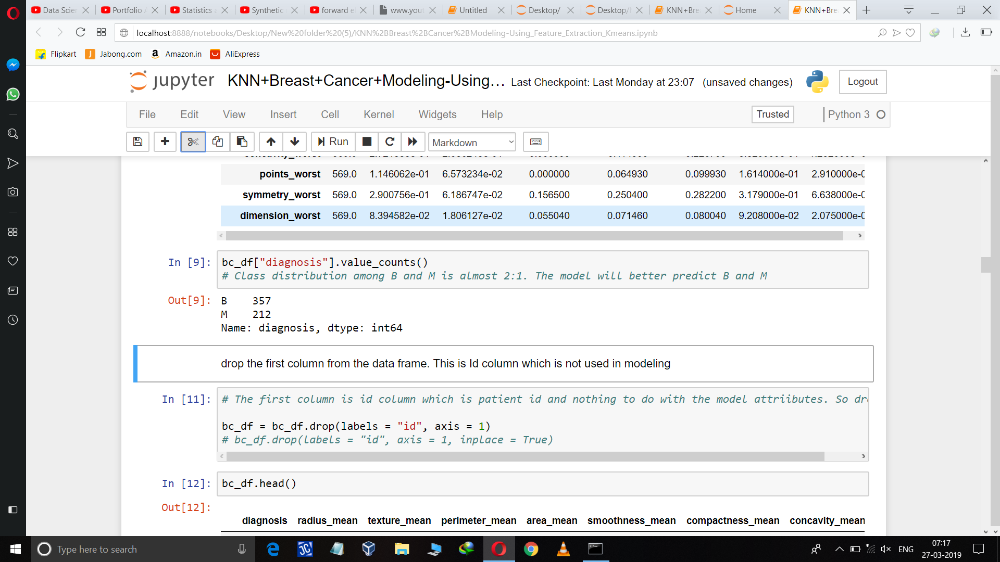 Data Scien
Portfolio A
Statistics a
Synthetic
forward e
www.yout
Untitled
Desktop/
Desktop/
KNN+Bre
Home
KNN+Bre
localhost:8888/notebooks/Desktop/New%20folder%20(5)/KNN%2BBreast%2BCancer%2BModeling-Using_Feature_Extraction_Kmeans.ipynb
Flipkart Jabong.com Amazon.in AliExpress
jupyter KNN+Breast+Cancer+Modeling-Using... Last Checkpoint: Last Monday at 23:07 (unsaved changes) Logout
File Edit View Insert Cell Kernel Widgets Help Trusted Python 3
Run Markdown
points_worst 569.0 1.146062e-01 6.573234e-02 0.000000 0.064930 0.099930 1.614000e-01 2.910000e-0
symmetry_worst 569.0 2.900756e-01 6.186747e-02 0.156500 0.250400 0.282200 3.179000e-01 6.638000e-0
dimension_worst 569.0 8.394582e-02 1.806127e-02 0.055040 0.071460 0.080040 9.208000e-02 2.075000e-0
In [9]: bc_df["diagnosis"].value_counts()
# Class distribution among B and M is almost 2:1. The model will better predict B and M
Out[9]: B 357
M 212
Name: diagnosis, dtype: int64
drop the first column from the data frame. This is Id column which is not used in modeling
In [11]: # The first column is id column which is patient id and nothing to do with the model attriibutes. So dr
bc_df = bc_df.drop(labels = "id", axis = 1)
# bc_df.drop(labels = "id", axis = 1, inplace = True)
In [12]: bc_df.head()
Out[12]:
diagnosis radius_mean texture_mean perimeter_mean area_mean smoothness_mean compactness_mean concavity_mean
Type here to search
ENG
07:17
27-03-2019